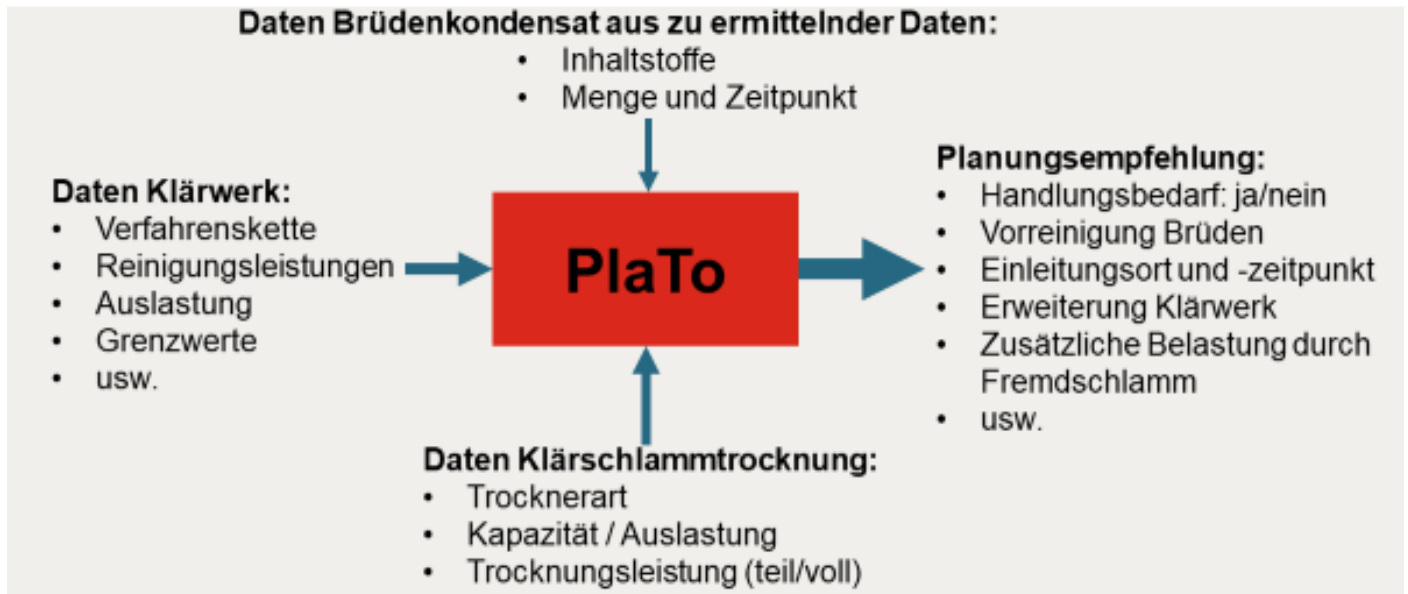 Daten Brüdenkondensat aus zu ermittelnder Daten:
• Inhaltstoffe
• Menge und Zeitpunkt
Daten Klärwerk:
• Verfahrenskette
• Reinigungsleistungen
• Auslastung
• Grenzwerte
• usw.
PlaTo
Planungsempfehlung:
• Handlungsbedarf: ja/nein
• Vorreinigung Brüden
• Einleitungsort und -zeitpunkt
• Erweiterung Klärwerk
• Zusätzliche Belastung durch
Fremdschlamm
• usw.
Daten Klärschlammtrocknung:
• Trocknerart
• Kapazität / Auslastung
• Trocknungsleistung (teil/voll)